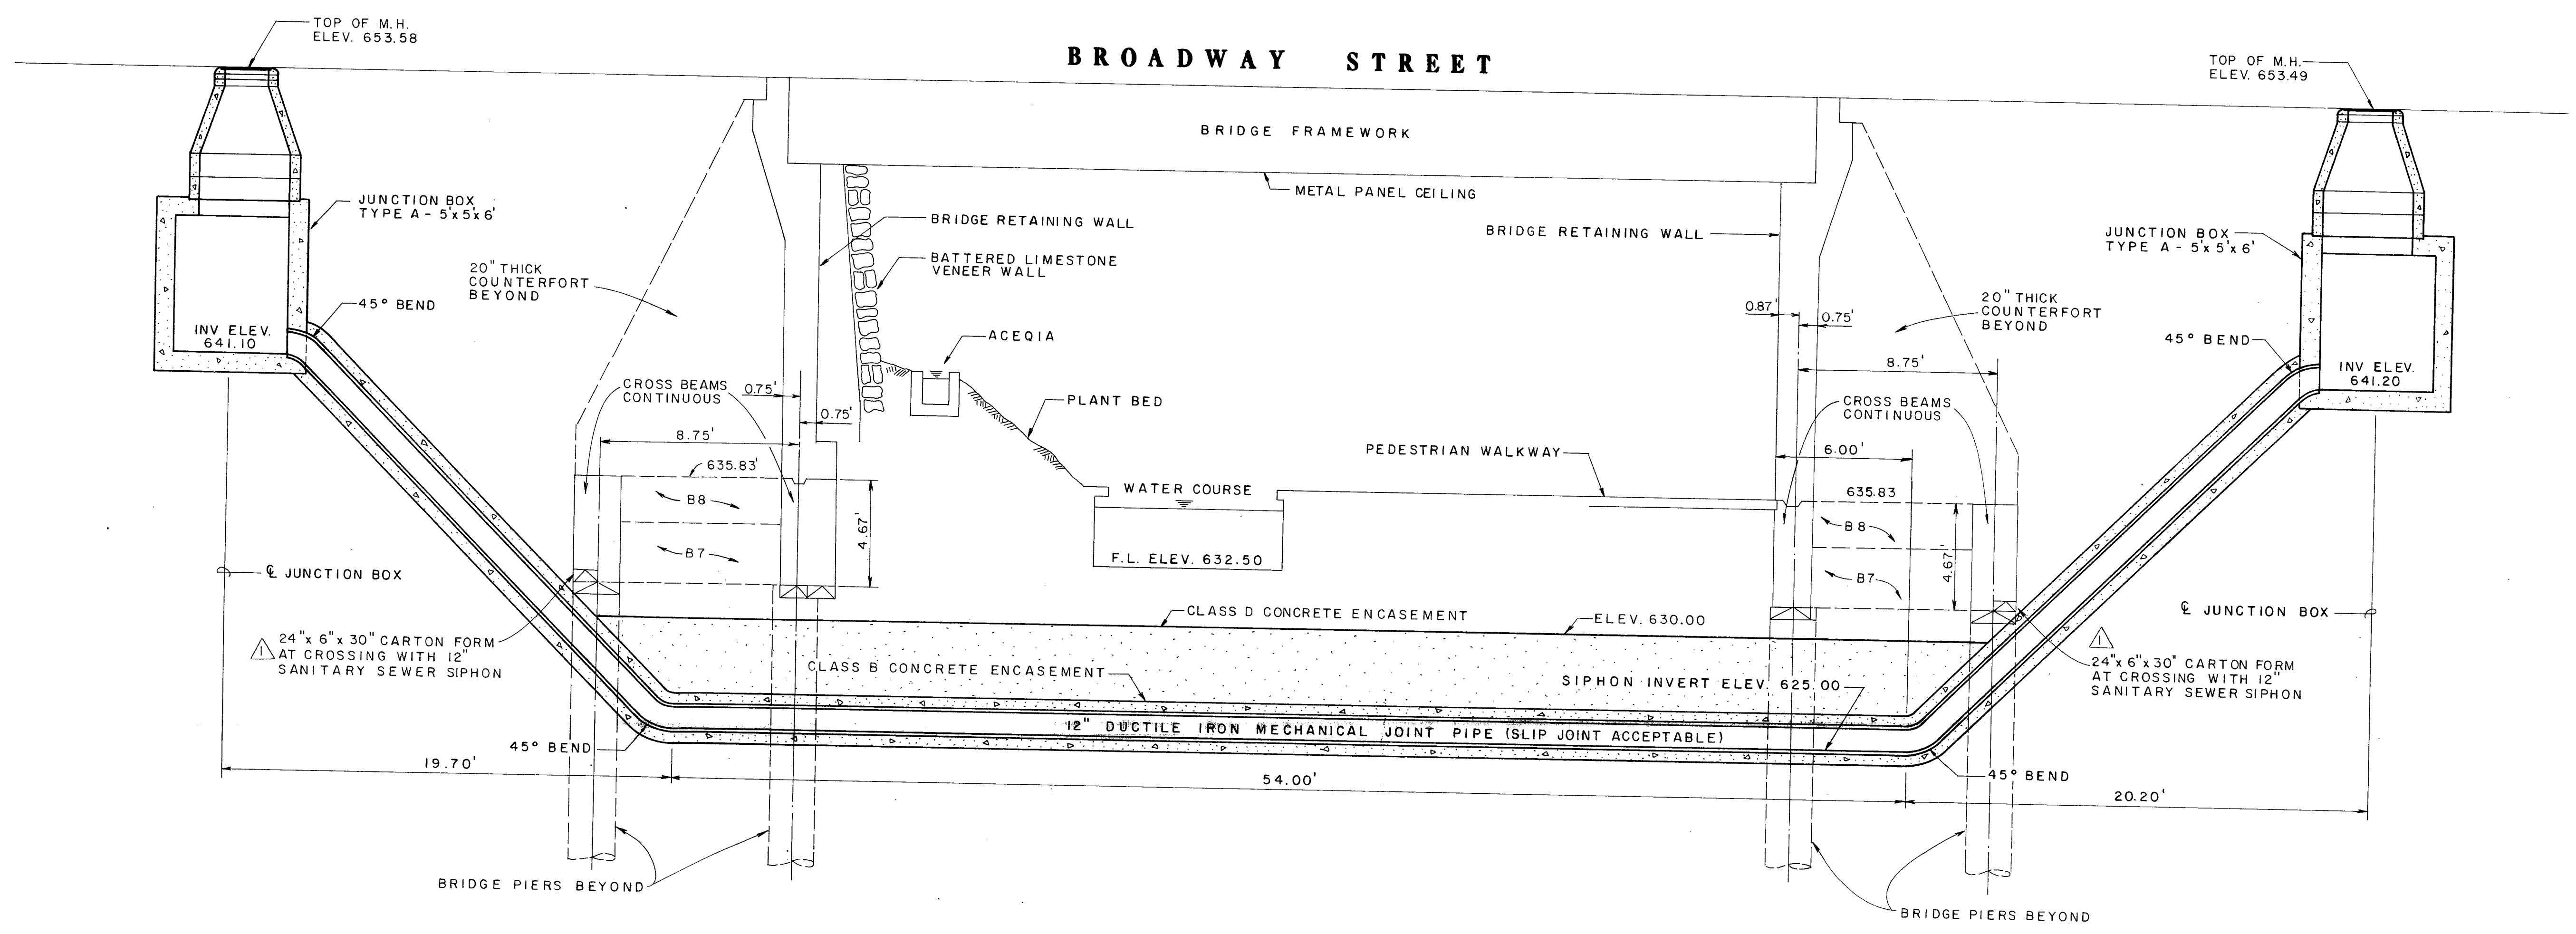 TOP OF M.H.
ELEV. 653.58
BROADWAY STREET
TOP OF M.H.
ELEV. 653.49
BRIDGE FRAMEWORK
METAL PANEL CEILING
JUNCTION BOX
TYPE A - 5'x 5'x 6'
BRIDGE RETAINING WALL
BRIDGE RETAINING WALL
JUNCTION BOX
TYPE A - 5'x 5'x 6'
BATTERED LIMESTONE
VENEER WALL
20" THICK
COUNTERFORT
BEYOND
45° BEND
INV ELEV.
641.10
ACEQIA
0.87'
0.75'
20" THICK
COUNTERFORT
BEYOND
45° BEND
8.75'
INV ELEV.
641.20
CROSS BEAMS
CONTINUOUS
0.75'
0.75'
PLANT BED
CROSS BEAMS
CONTINUOUS
8.75'
635.83'
PEDESTRIAN WALKWAY
6.00'
WATER COURSE
635.83
B8
B7
4.67'
F.L. ELEV. 632.50
B8
B7
4.67'
℄ JUNCTION BOX
℄ JUNCTION BOX
CLASS D CONCRETE ENCASEMENT
ELEV. 630.00
1
24"x 6"x 30" CARTON FORM
AT CROSSING WITH 12"
SANITARY SEWER SIPHON
CLASS B CONCRETE ENCASEMENT
SIPHON INVERT ELEV. 625.00
1
24"x 6"x 30" CARTON FORM
AT CROSSING WITH 12"
SANITARY SEWER SIPHON
12" DUCTILE IRON MECHANICAL JOINT PIPE (SLIP JOINT ACCEPTABLE)
45° BEND
45° BEND
19.70'
54.00'
20.20'
BRIDGE PIERS BEYOND
BRIDGE PIERS BEYOND